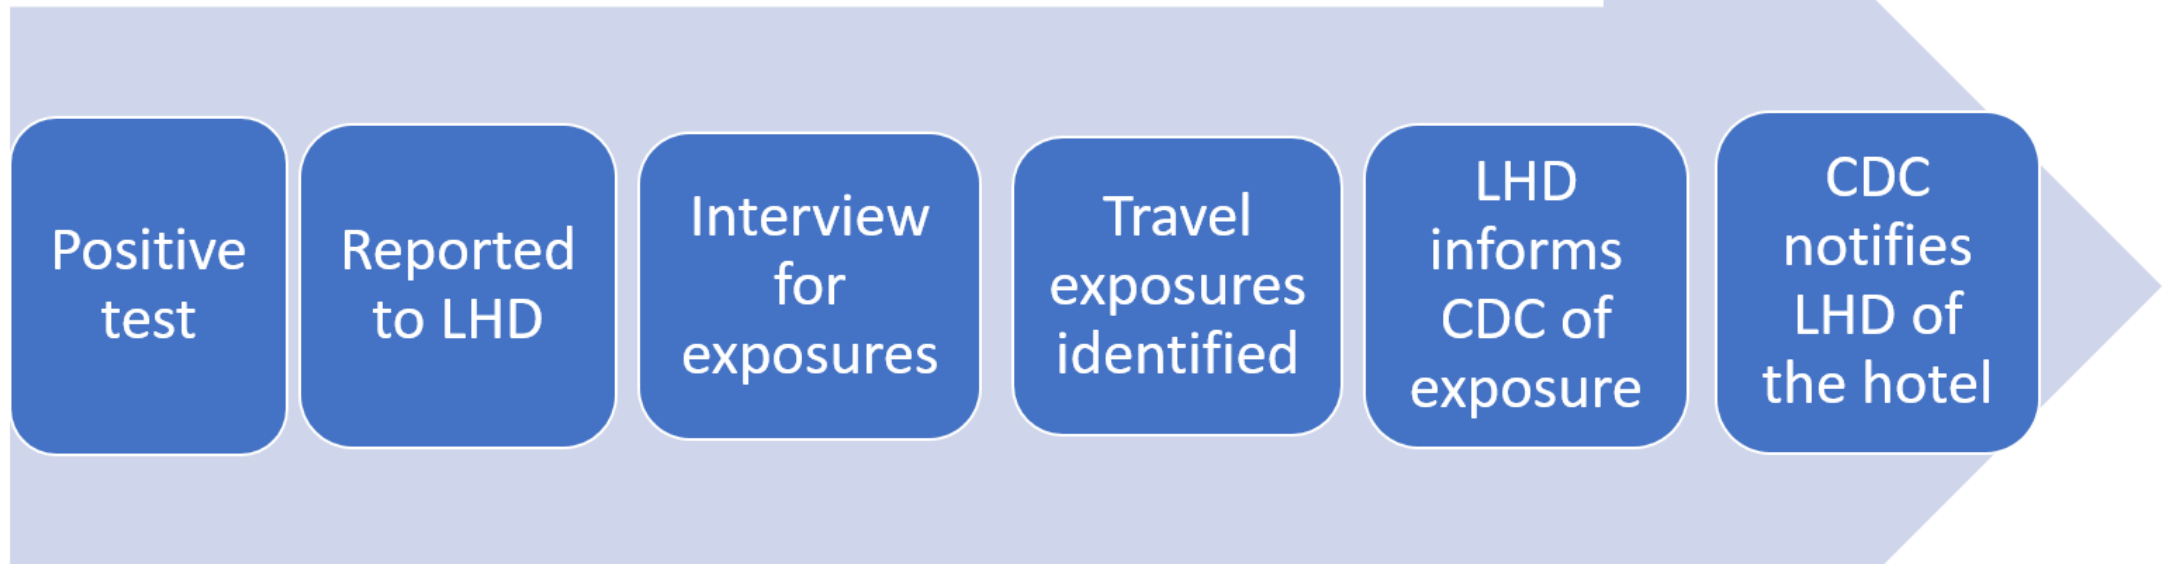 Positive
test
Reported
to LHD
Interview
for
exposures
Travel
exposures
identified
LHD
informs
CDC of
exposure
CDC
notifies
LHD of
the hotel